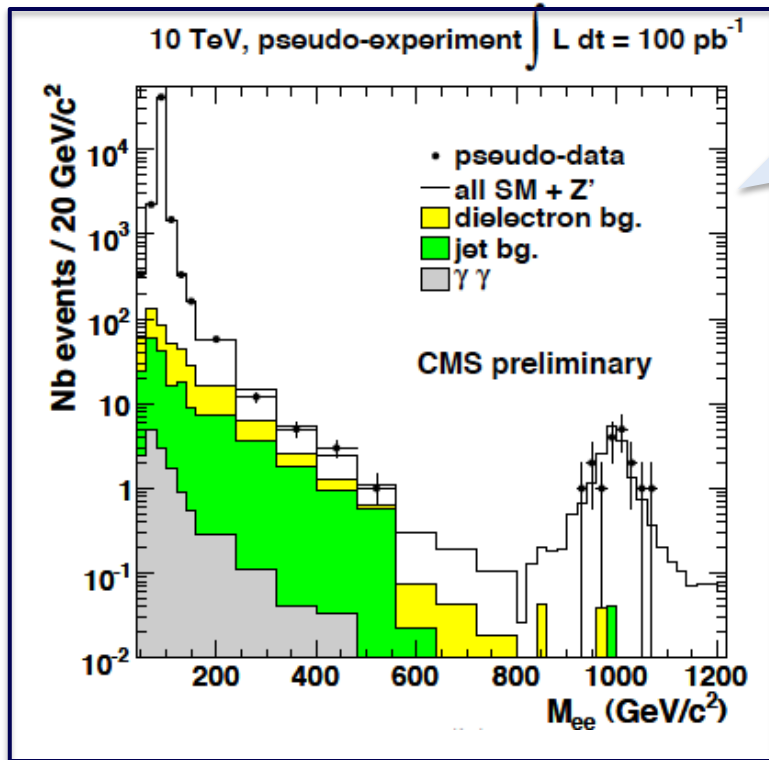 10 TeV, pseudo-experiment ∫ L dt = 100 pb⁻¹
Nb events / 20 GeV/c²
10⁴
10³
10²
10
1
10⁻¹
10⁻²
pseudo-data
all SM + Z'
dielectron bg.
jet bg.
γ γ
CMS preliminary
200 400 600 800 1000 1200
M_ee (GeV/c²)